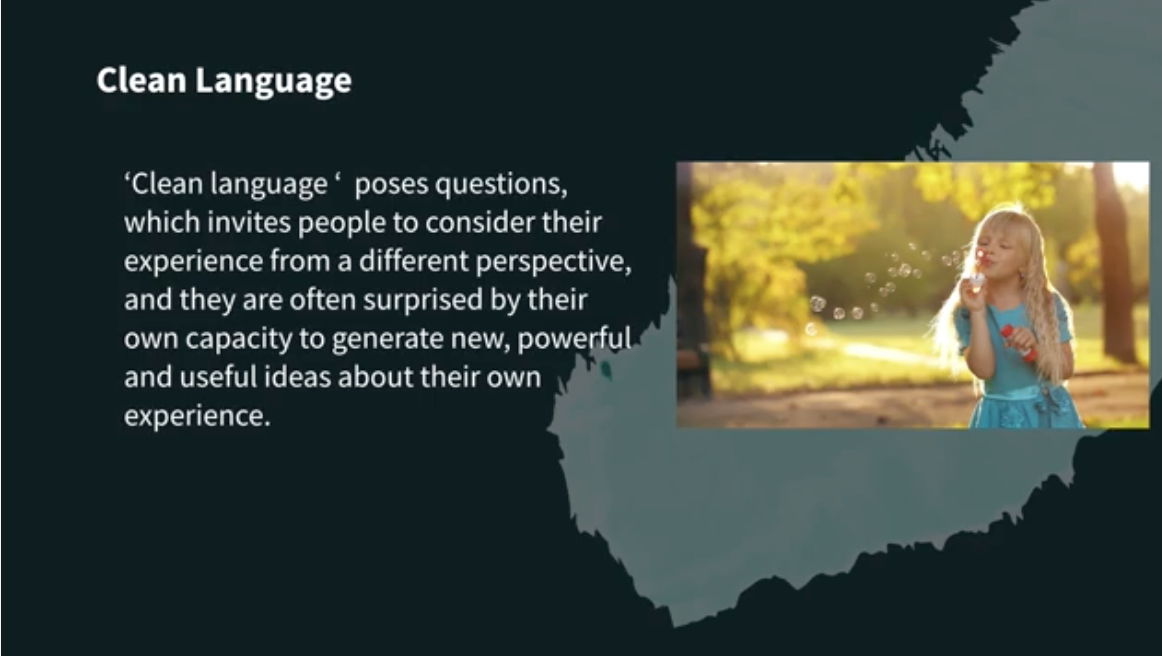 Clean Language
‘Clean language ‘ poses questions,
which invites people to consider their
experience from a different perspective,
and they are often surprised by their
own capacity to generate new, powerful
and useful ideas about their own
experience.